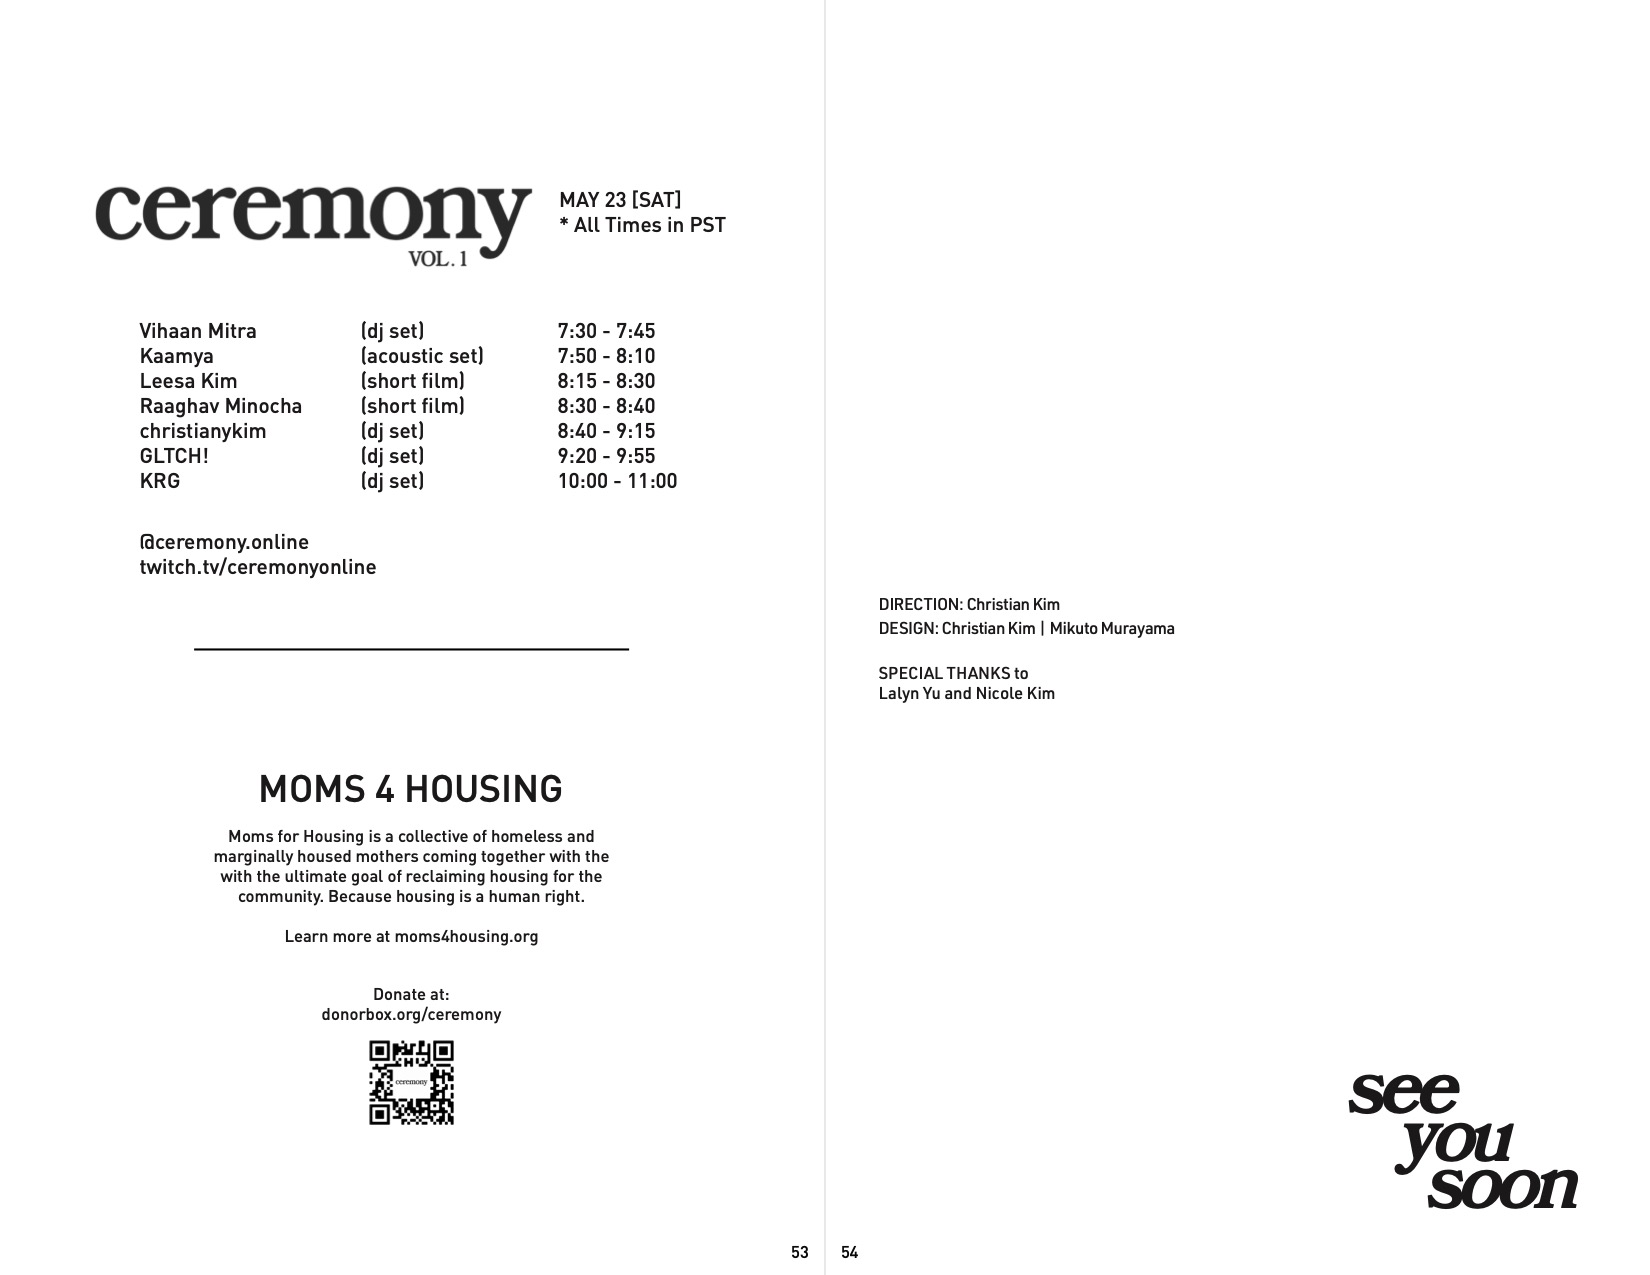 ceremony
VOL. 1
MAY 23 [SAT]
* All Times in PST
Vihaan Mitra (dj set) 7:30 - 7:45
Kaamya (acoustic set) 7:50 - 8:10
Leesa Kim (short film) 8:15 - 8:30
Raaghav Minocha (short film) 8:30 - 8:40
christianykim (dj set) 8:40 - 9:15
GLTCH! (dj set) 9:20 - 9:55
KRG (dj set) 10:00 - 11:00
@ceremony.online
twitch.tv/ceremonyonline
MOMS 4 HOUSING
Moms for Housing is a collective of homeless and
marginally housed mothers coming together with the
with the ultimate goal of reclaiming housing for the
community. Because housing is a human right.
Learn more at moms4housing.org
Donate at:
donorbox.org/ceremony
ceremony
53
DIRECTION: Christian Kim
DESIGN: Christian Kim | Mikuto Murayama
SPECIAL THANKS to
Lalyn Yu and Nicole Kim
see
you
soon
54